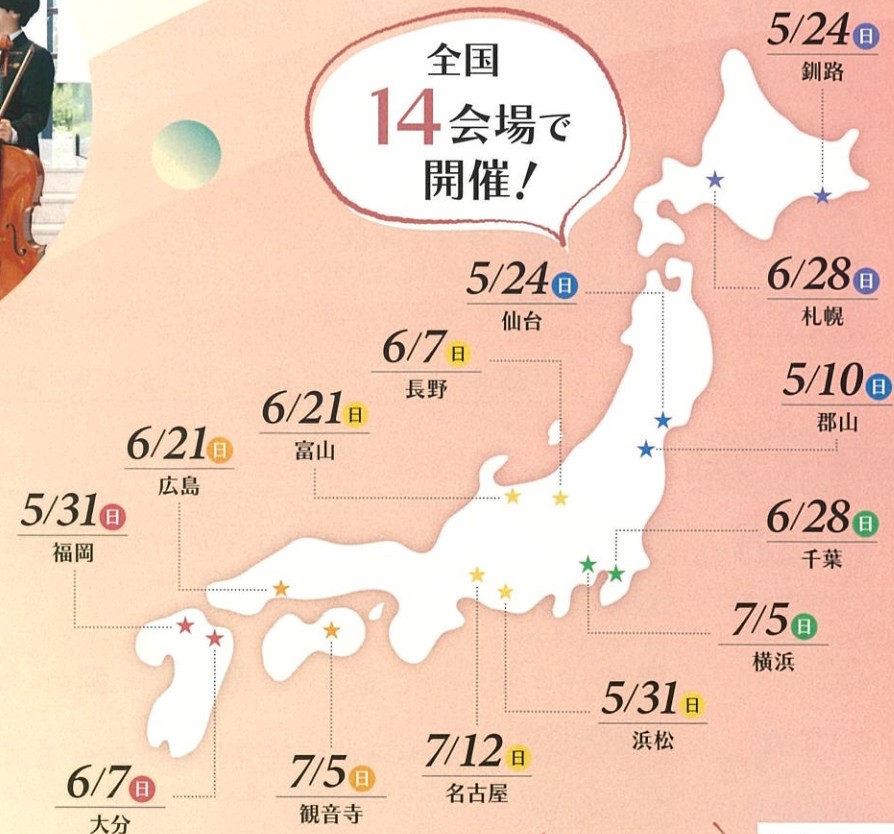 全国
14会場で
開催！
5/24日
釧路
6/28日
札幌
5/24日
仙台
6/7日
長野
5/10日
郡山
6/21日
富山
6/21日
広島
5/31日
福岡
6/28日
千葉
7/5日
横浜
5/31日
浜松
7/12日
名古屋
7/5日
観音寺
6/7日
大分